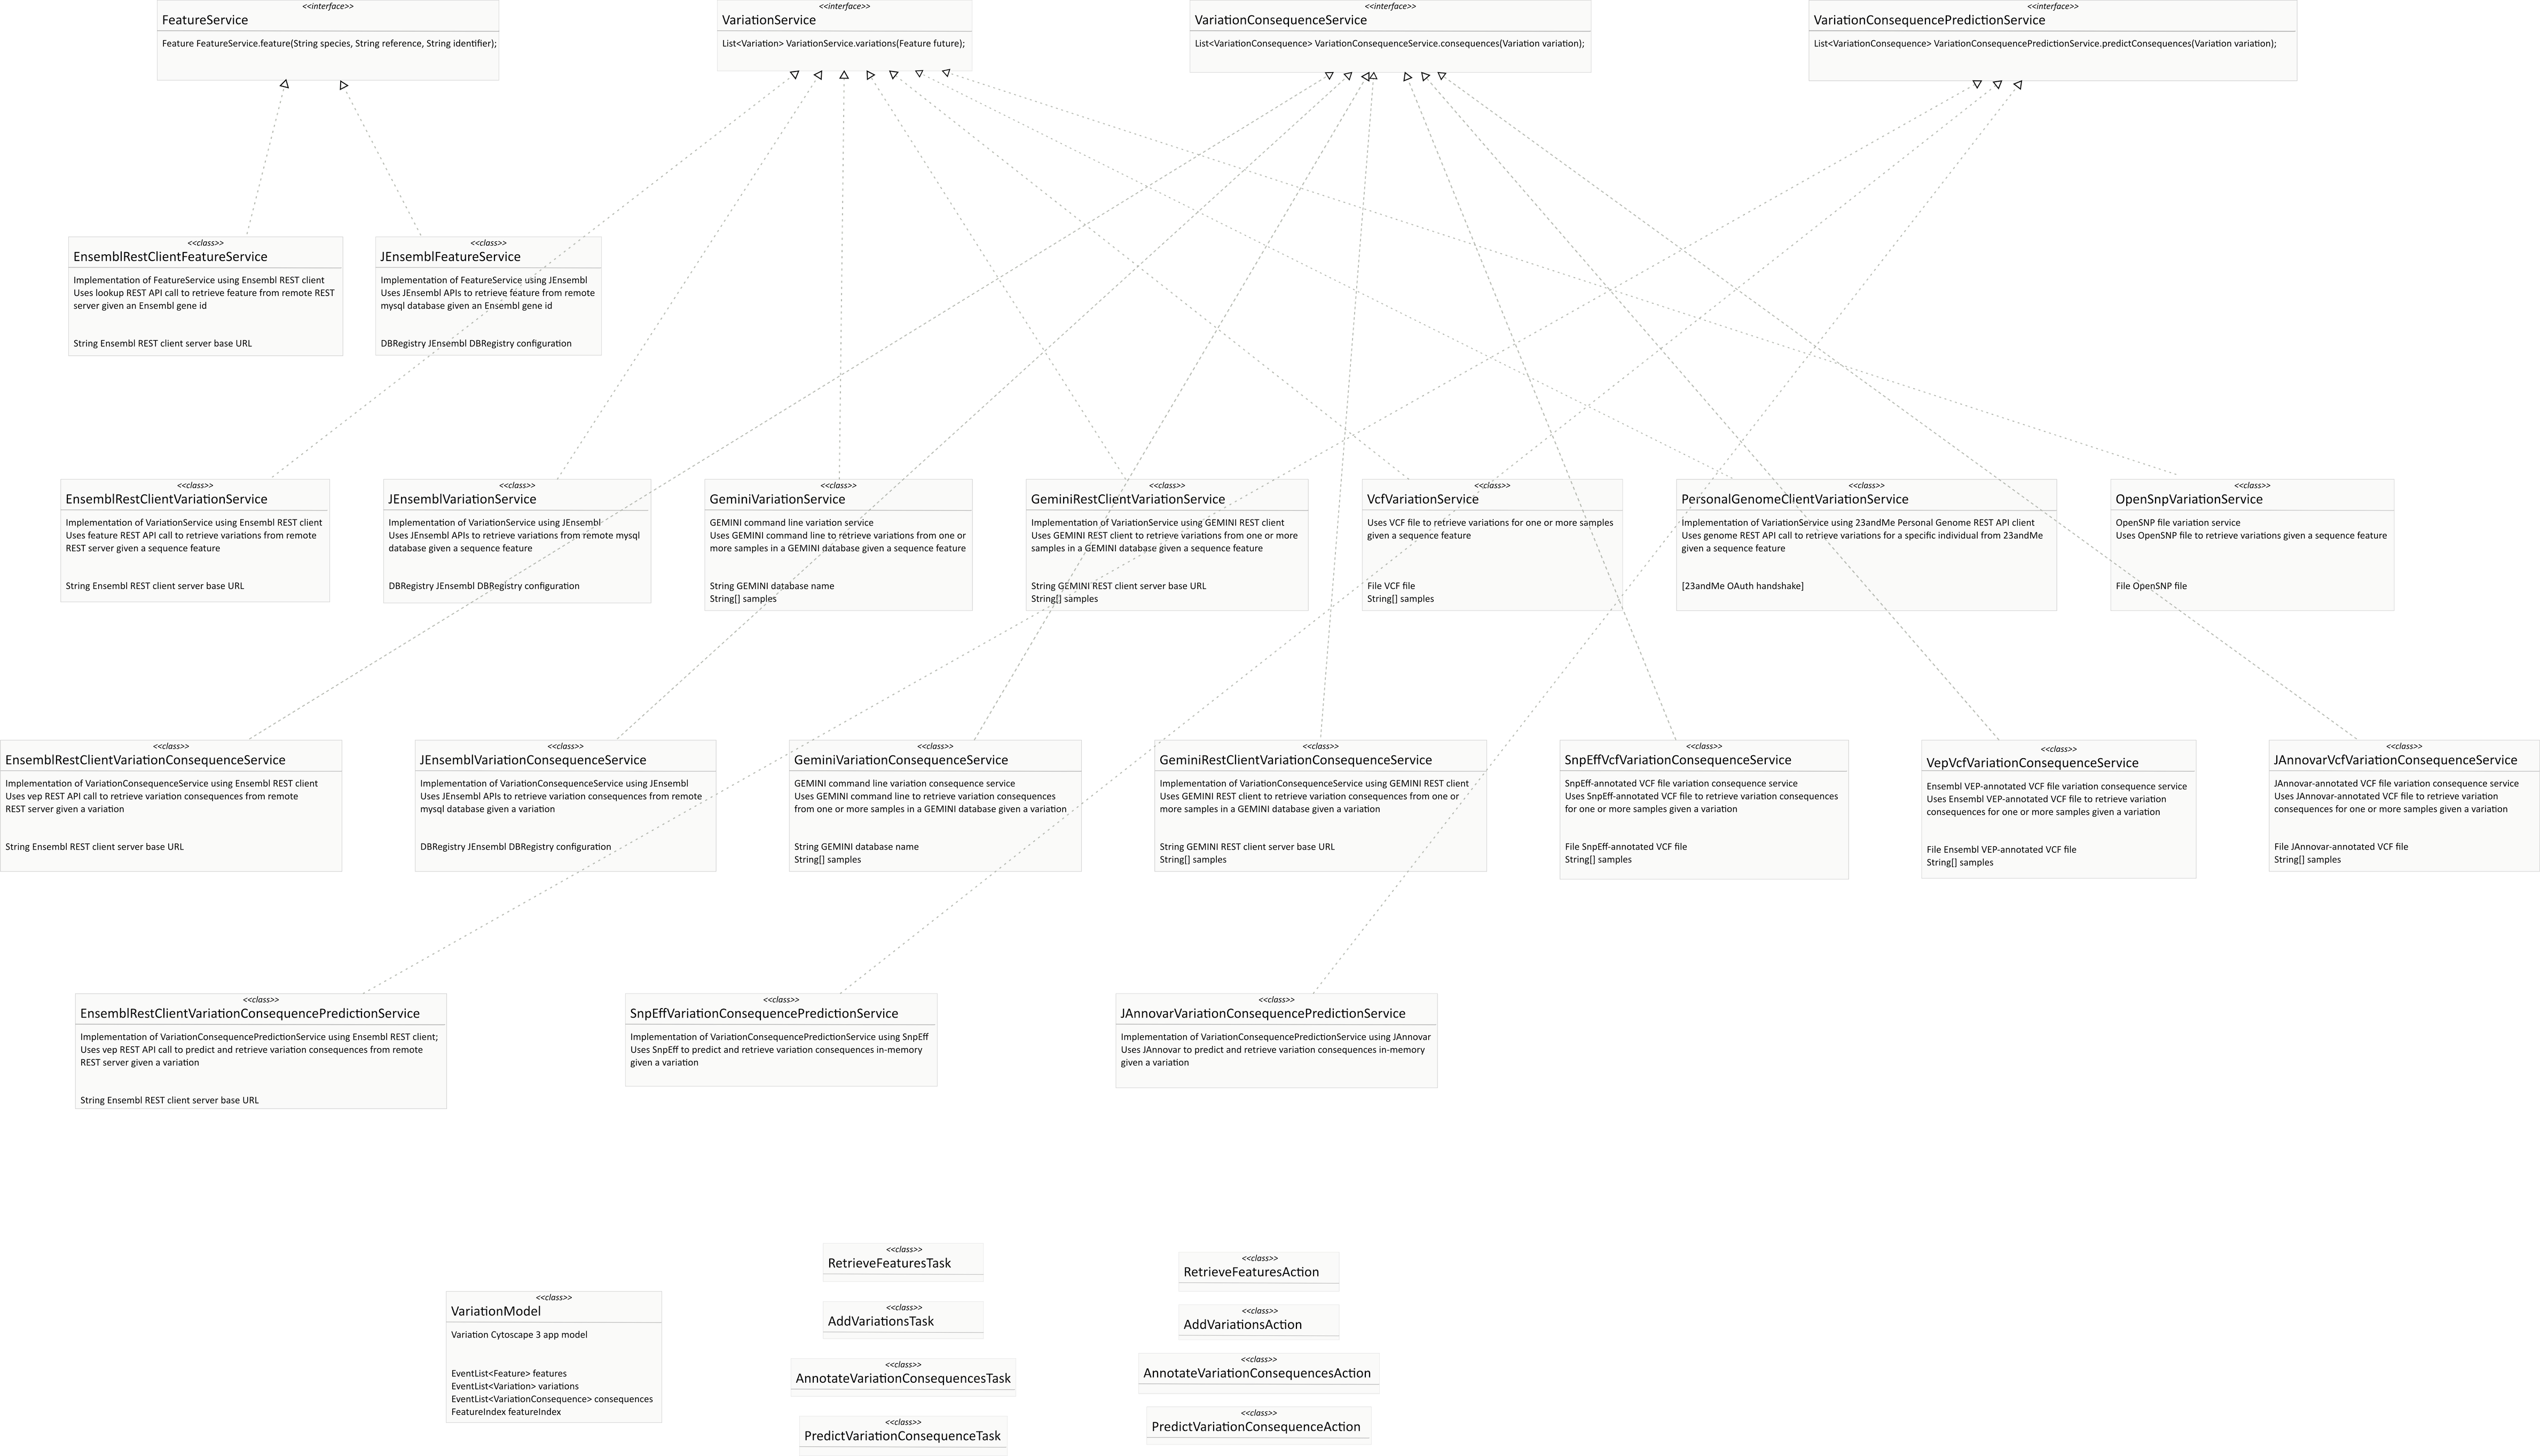 <<interface>>
FeatureService
Feature FeatureService.feature(String species, String reference, String identifier);
<<interface>>
VariationService
List<Variation> VariationService.variations(Feature future);
<<interface>>
VariationConsequenceService
List<VariationConsequence> VariationConsequenceService.consequences(Variation variation);
<<interface>>
VariationConsequencePredictionService
List<VariationConsequence> VariationConsequencePredictionService.predictConsequences(Variation variation);
<<class>>
EnsemblRestClientFeatureService
Implementation of FeatureService using Ensembl REST client
Uses lookup REST API call to retrieve feature from remote REST
server given an Ensembl gene id
String Ensembl REST client server base URL
<<class>>
JEnsemblFeatureService
Implementation of FeatureService using JEnsembl
Uses JEnsembl APIs to retrieve feature from remote
mysql database given an Ensembl gene id
DBRegistry JEnsembl DBRegistry configuration
<<class>>
EnsemblRestClientVariationService
Implementation of VariationService using Ensembl REST client
Uses feature REST API call to retrieve variations from remote
REST server given a sequence feature
String Ensembl REST client server base URL
<<class>>
JEnsemblVariationService
Implementation of VariationService using JEnsembl
Uses JEnsembl APIs to retrieve variations from remote mysql
database given a sequence feature
DBRegistry JEnsembl DBRegistry configuration
<<class>>
GeminiVariationService
GEMINI command line variation service
Uses GEMINI command line to retrieve variations from one or
more samples in a GEMINI database given a sequence feature
String GEMINI database name
String[] samples
<<class>>
GeminiRestClientVariationService
Implementation of VariationService using GEMINI REST client
Uses GEMINI REST client to retrieve variations from one or more
samples in a GEMINI database given a sequence feature
String GEMINI REST client server base URL
String[] samples
<<class>>
VcfVariationService
Uses VCF file to retrieve variations for one or more samples
given a sequence feature
File VCF file
String[] samples
<<class>>
PersonalGenomeClientVariationService
Implementation of VariationService using 23andMe Personal Genome REST API client
Uses genome REST API call to retrieve variations for a specific individual from 23andMe
given a sequence feature
[23andMe OAuth handshake]
<<class>>
OpenSnpVariationService
OpenSNP file variation service
Uses OpenSNP file to retrieve variations given a sequence feature
File OpenSNP file
<<class>>
EnsemblRestClientVariationConsequenceService
Implementation of VariationConsequenceService using Ensembl REST client
Uses vep REST API call to retrieve variation consequences from remote
REST server given a variation
String Ensembl REST client server base URL
<<class>>
JEnsemblVariationConsequenceService
Implementation of VariationConsequenceService using JEnsembl
Uses JEnsembl APIs to retrieve variation consequences from remote
mysql database given a variation
DBRegistry JEnsembl DBRegistry configuration
<<class>>
GeminiVariationConsequenceService
GEMINI command line variation consequence service
Uses GEMINI command line to retrieve variation consequences
from one or more samples in a GEMINI database given a variation
String GEMINI database name
String[] samples
<<class>>
GeminiRestClientVariationConsequenceService
Implementation of VariationConsequenceService using GEMINI REST client
Uses GEMINI REST client to retrieve variation consequences from one or
more samples in a GEMINI database given a variation
String GEMINI REST client server base URL
String[] samples
<<class>>
SnpEffVcfVariationConsequenceService
SnpEff-annotated VCF file variation consequence service
Uses SnpEff-annotated VCF file to retrieve variation consequences
for one or more samples given a variation
File SnpEff-annotated VCF file
String[] samples
<<class>>
VepVcfVariationConsequenceService
Ensembl VEP-annotated VCF file variation consequence service
Uses Ensembl VEP-annotated VCF file to retrieve variation
consequences for one or more samples given a variation
File Ensembl VEP-annotated VCF file
String[] samples
<<class>>
JAnnovarVcfVariationConsequenceService
JAnnovar-annotated VCF file variation consequence service
Uses JAnnovar-annotated VCF file to retrieve variation
consequences for one or more samples given a variation
File JAnnovar-annotated VCF file
String[] samples
<<class>>
EnsemblRestClientVariationConsequencePredictionService
Implementation of VariationConsequencePredictionService using Ensembl REST client;
Uses vep REST API call to predict and retrieve variation consequences from remote
REST server given a variation
String Ensembl REST client server base URL
<<class>>
SnpEffVariationConsequencePredictionService
Implementation of VariationConsequencePredictionService using SnpEff
Uses SnpEff to predict and retrieve variation consequences in-memory
given a variation
<<class>>
JAnnovarVariationConsequencePredictionService
Implementation of VariationConsequencePredictionService using JAnnovar
Uses JAnnovar to predict and retrieve variation consequences in-memory
given a variation
<<class>>
VariationModel
Variation Cytoscape 3 app model
EventList<Feature> features
EventList<Variation> variations
EventList<VariationConsequence> consequences
FeatureIndex featureIndex
<<class>>
RetrieveFeaturesTask
<<class>>
AddVariationsTask
<<class>>
AnnotateVariationConsequencesTask
<<class>>
PredictVariationConsequenceTask
<<class>>
RetrieveFeaturesAction
<<class>>
AddVariationsAction
<<class>>
AnnotateVariationConsequencesAction
<<class>>
PredictVariationConsequenceAction